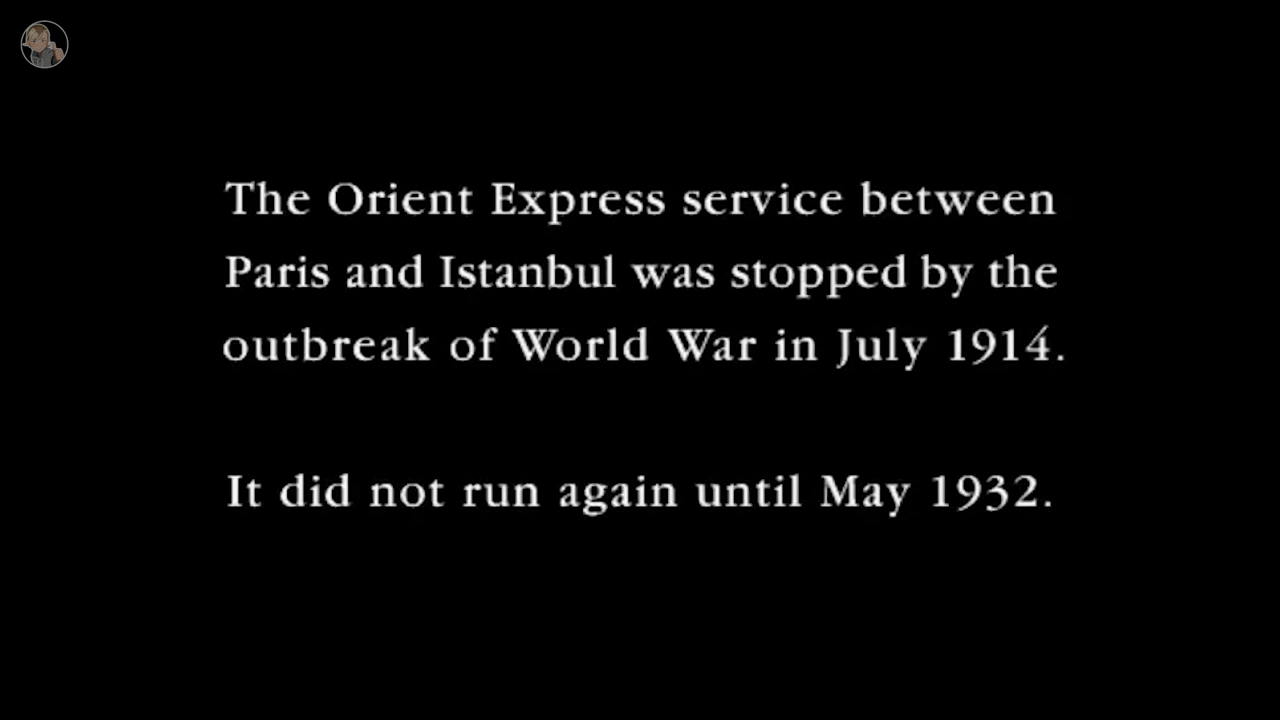 The Orient Express service between
Paris and Istanbul was stopped by the
outbreak of World War in July 1914.
It did not run again until May 1932.